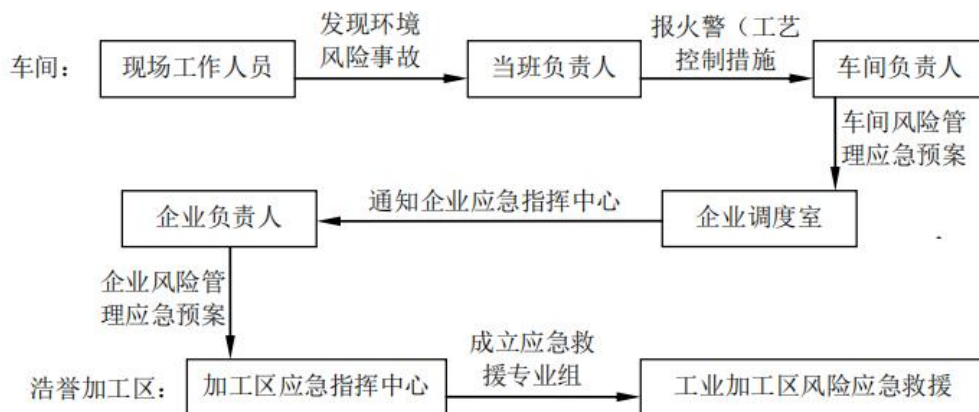 车间：
现场工作人员
发现环境
风险事故
当班负责人
报火警（工艺
控制措施
车间负责人
车间风险管
理应急预案
企业调度室
通知企业应急指挥中心
企业负责人
企业风险管
理应急预案
浩誉加工区：
加工区应急指挥中心
成立应急救
援专业组
工业加工区风险应急救援